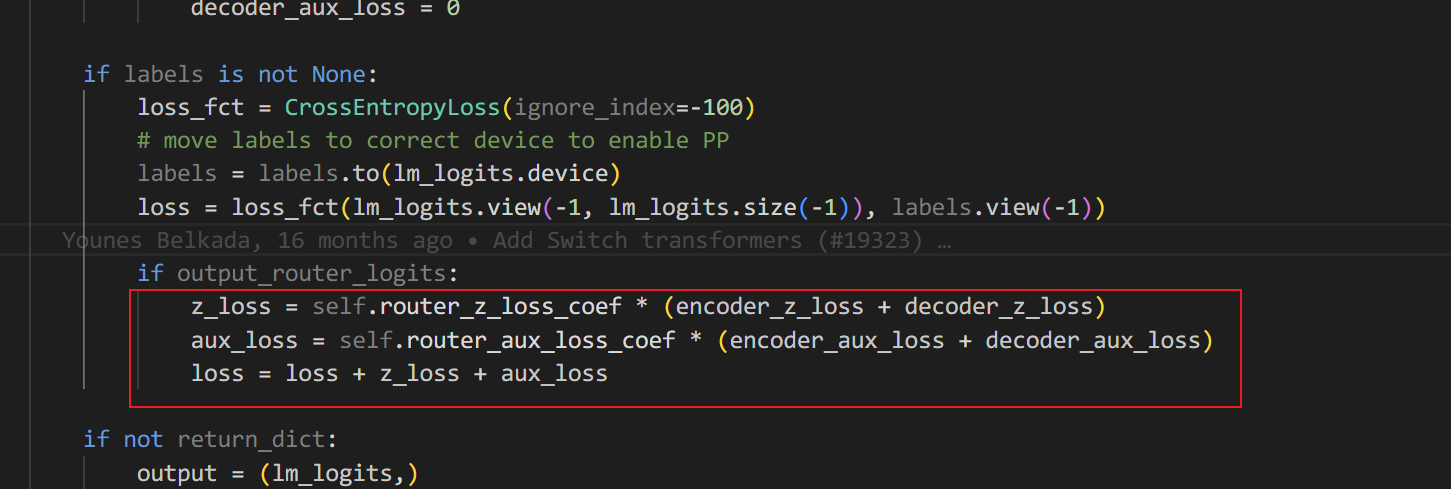 decoder_aux_loss = 0
if labels is not None:
loss_fct = CrossEntropyLoss(ignore_index=-100)
# move labels to correct device to enable PP
labels = labels.to(lm_logits.device)
loss = loss_fct(lm_logits.view(-1, lm_logits.size(-1)), labels.view(-1))
Younes Belkada, 16 months ago • Add Switch transformers (#19323) …
if output_router_logits:
z_loss = self.router_z_loss_coef * (encoder_z_loss + decoder_z_loss)
aux_loss = self.router_aux_loss_coef * (encoder_aux_loss + decoder_aux_loss)
loss = loss + z_loss + aux_loss
if not return_dict:
output = (lm_logits,)